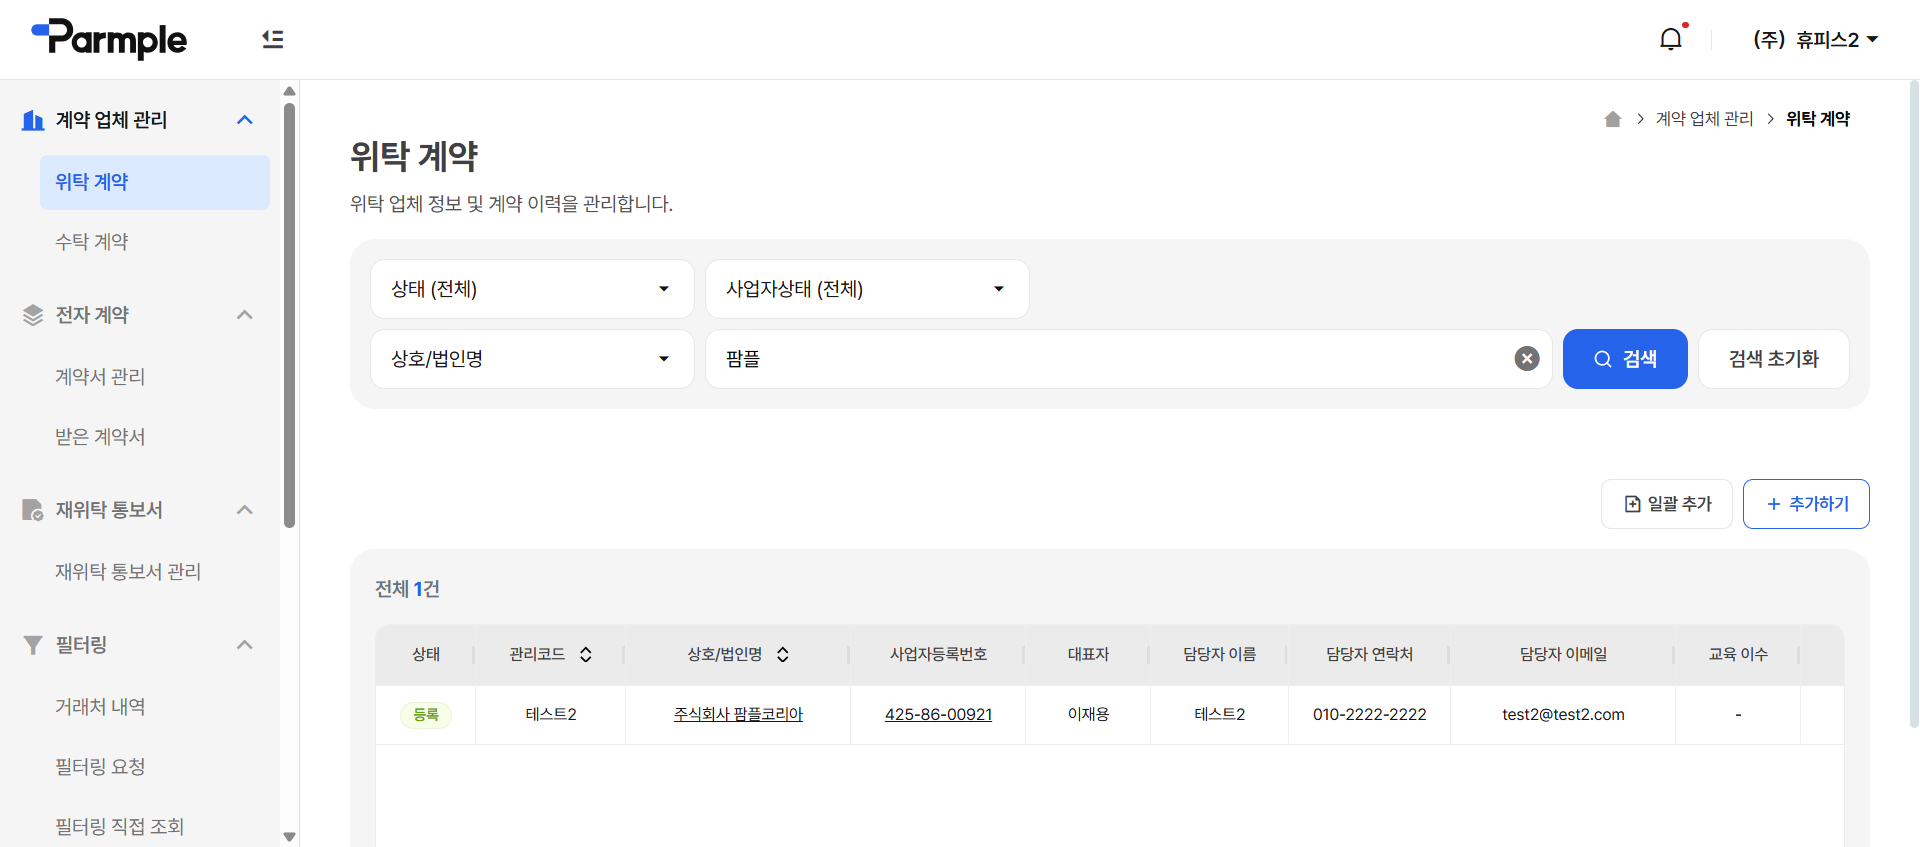 Parmple
(주) 휴피스2
계약 업체 관리
위탁 계약
수탁 계약
전자 계약
계약서 관리
받은 계약서
재위탁 통보서
재위탁 통보서 관리
필터링
거래처 내역
필터링 요청
필터링 직접 조회
계약 업체 관리 위탁 계약
위탁 계약
위탁 업체 정보 및 계약 이력을 관리합니다.
상태 (전체) 사업자상태 (전체)
상호/법인명 팜플 검색 검색 초기화
일괄 추가 + 추가하기
전체 1건
상태 관리코드 상호/법인명 사업자등록번호 대표자 담당자 이름 담당자 연락처 담당자 이메일 교육 이수
등록 테스트2 주식회사 팜플코리아 425-86-00921 이재용 테스트2 010-2222-2222 test2@test2.com -